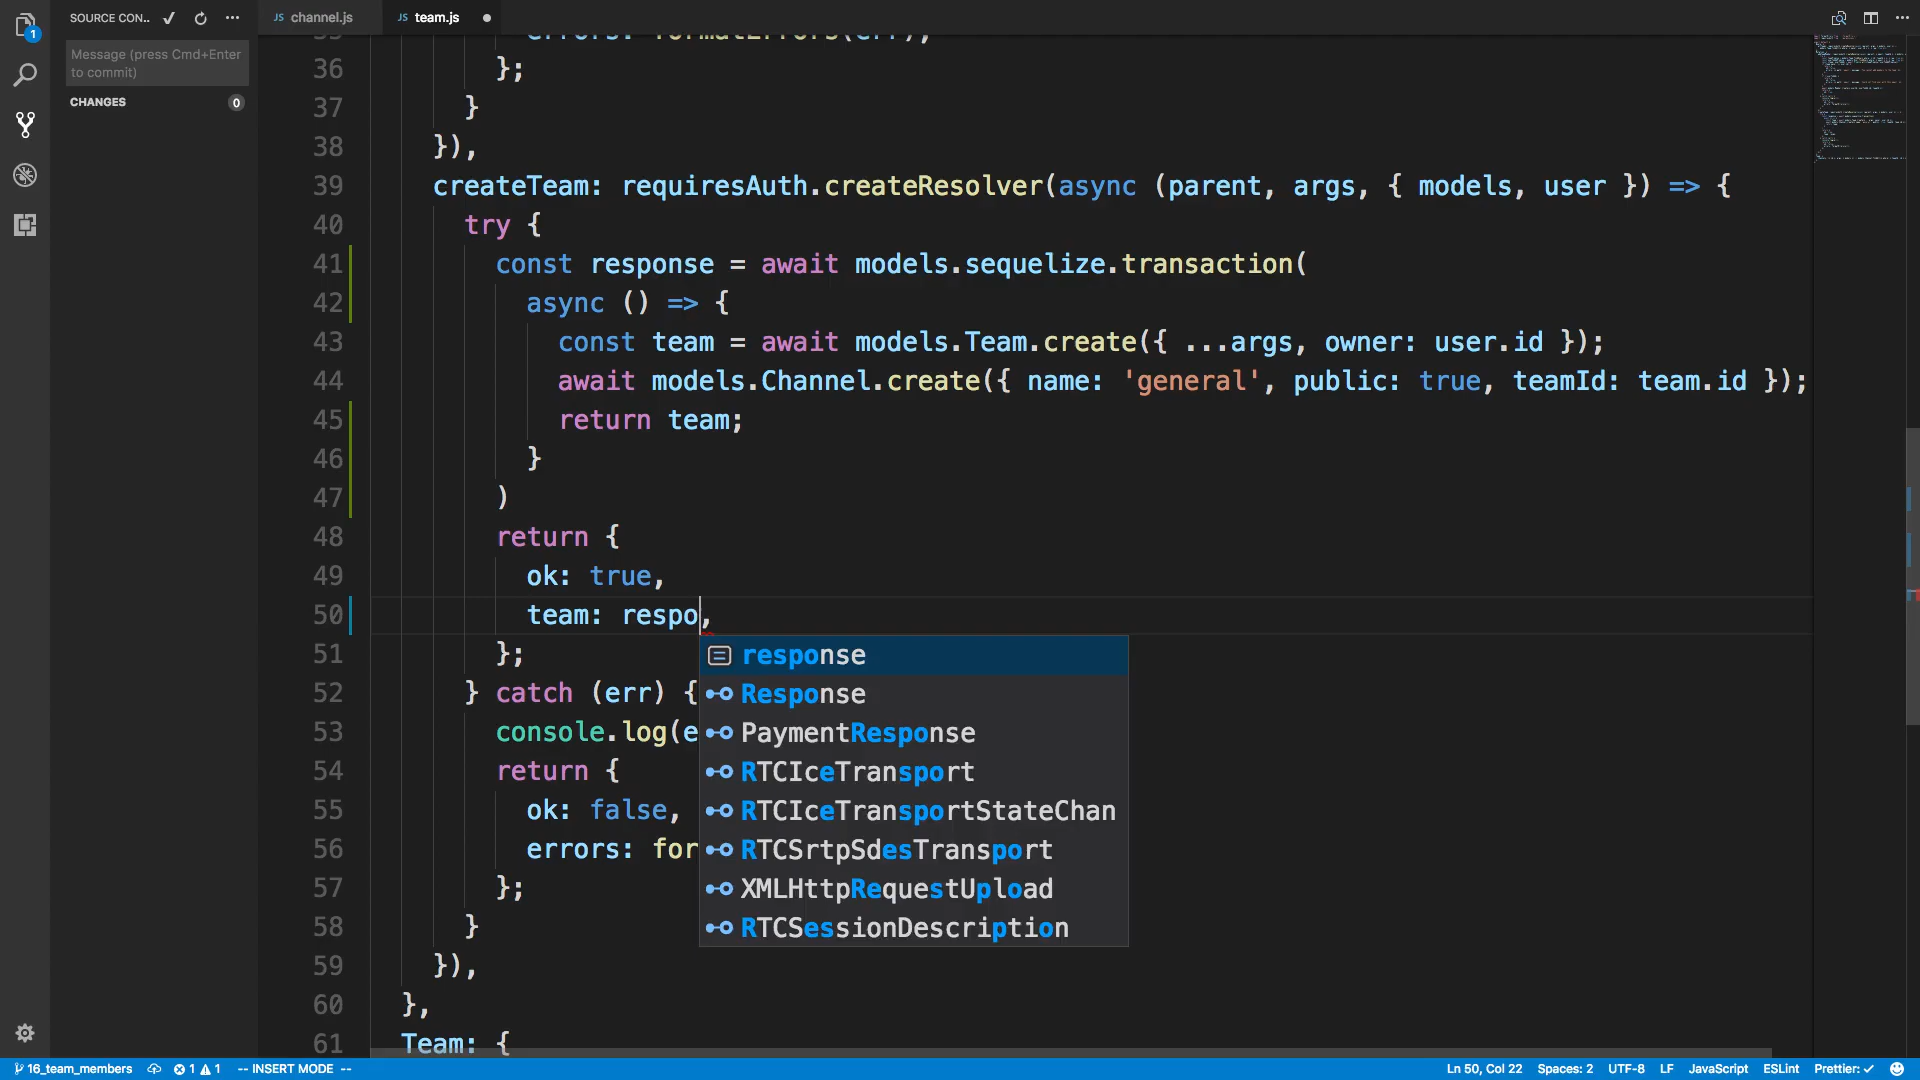 SOURCE CON...
JS channel.js
JS team.js
1
Message (press Cmd+Enter
to commit)
CHANGES
0
errors: formatErrors(err),
36 };
37 }
38 }),
39 createTeam: requiresAuth.createResolver(async (parent, args, { models, user }) => {
40 try {
41 const response = await models.sequelize.transaction(
42 async () => {
43 const team = await models.Team.create({ ...args, owner: user.id });
44 await models.Channel.create({ name: 'general', public: true, teamId: team.id });
45 return team;
46 }
47 )
48 return {
49 ok: true,
50 team: respo,
51 };
52 } catch (err) {
53 console.log(e
54 return {
55 ok: false,
56 errors: for
57 };
58 }
59 }),
60 },
61 Team: {
response
Response
PaymentResponse
RTCIceTransport
RTCIceTransportStateChan
RTCSrtpSdesTransport
XMLHttpRequestUpload
RTCSessionDescription
16_team_members 1 1 -- INSERT MODE -- Ln 50, Col 22 Spaces: 2 UTF-8 LF JavaScript ESLint Prettier: ✓